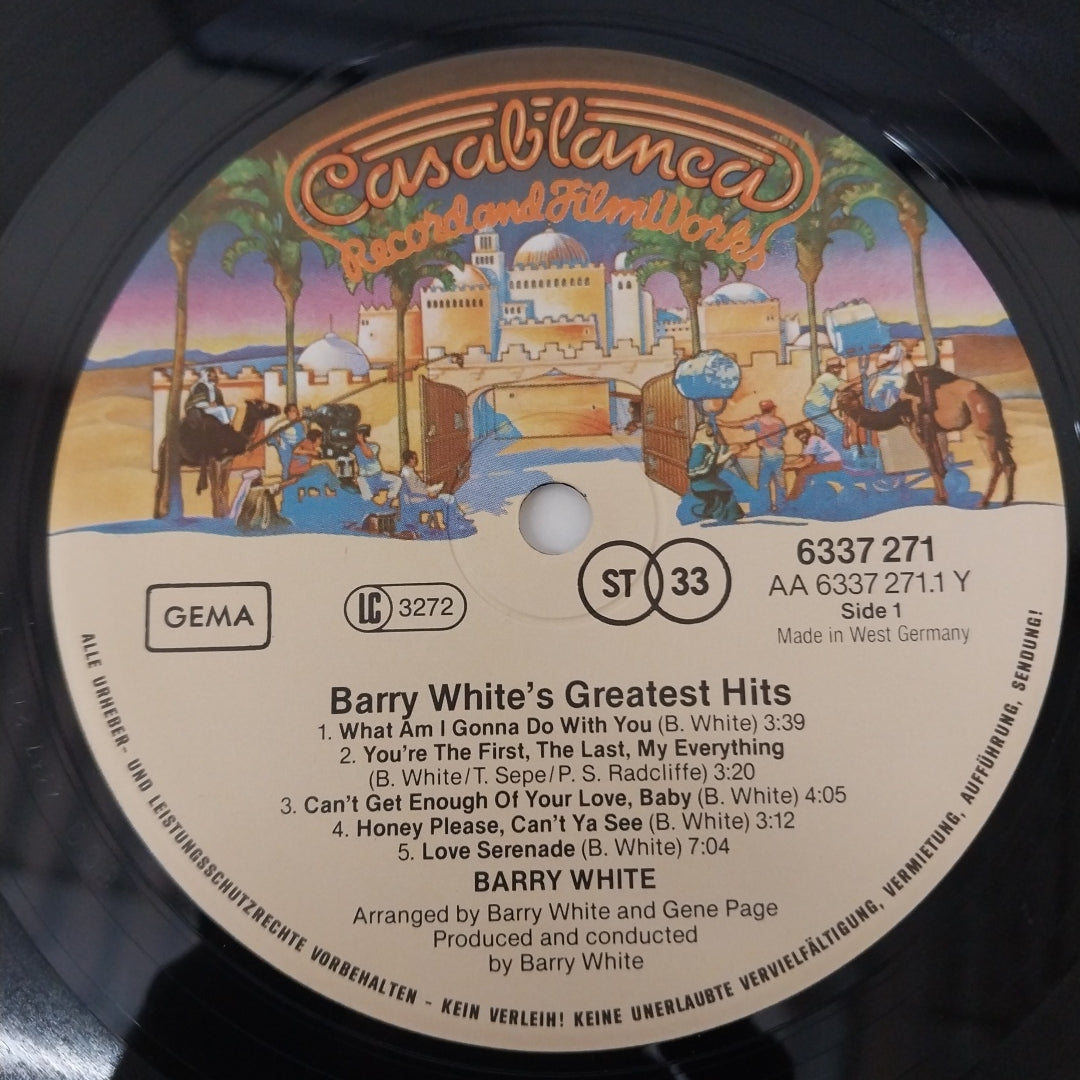 Casablanca
Record and FilmWorks
GEMA
LC 3272
ST 33
6337 271
AA 6337 271.1 Y
Side 1
Made in West Germany
Barry White's Greatest Hits
1. What Am I Gonna Do With You (B. White) 3:39
2. You're The First, The Last, My Everything
(B. White/T. Sepe/P. S. Radcliffe) 3:20
3. Can't Get Enough Of Your Love, Baby (B. White) 4:05
4. Honey Please, Can't Ya See (B. White) 3:12
5. Love Serenade (B. White) 7:04
BARRY WHITE
Arranged by Barry White and Gene Page
Produced and conducted
by Barry White
ALLE URHEBER- UND LEISTUNGSSCHUTZRECHTE VORBEHALTEN - KEIN VERLEIH! KEINE UNERLAUBTE VERVIELFÄLTIGUNG, VERMIETUNG, AUFFÜHRUNG, SENDUNG!